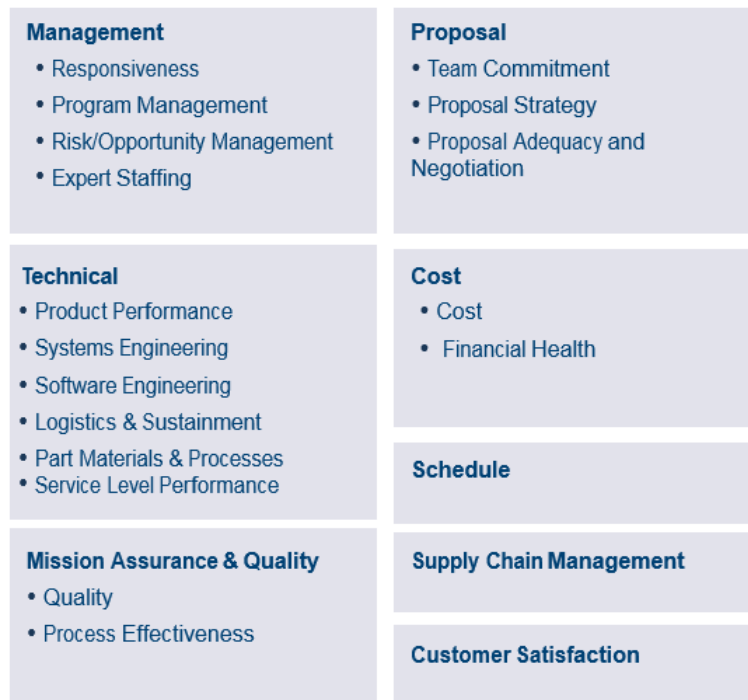 Management
• Responsiveness
• Program Management
• Risk/Opportunity Management
• Expert Staffing
Proposal
• Team Commitment
• Proposal Strategy
• Proposal Adequacy and
Negotiation
Technical
• Product Performance
• Systems Engineering
• Software Engineering
• Logistics & Sustainment
• Part Materials & Processes
• Service Level Performance
Cost
• Cost
• Financial Health
Schedule
Mission Assurance & Quality
• Quality
• Process Effectiveness
Supply Chain Management
Customer Satisfaction